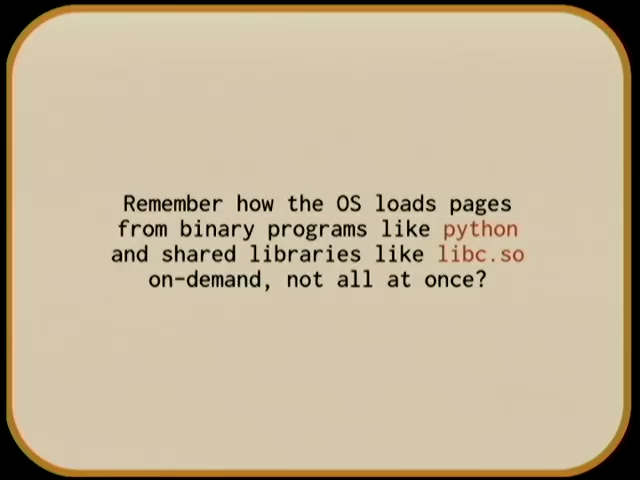 Remember how the OS loads pages
from binary programs like python
and shared libraries like libc.so
on-demand, not all at once?